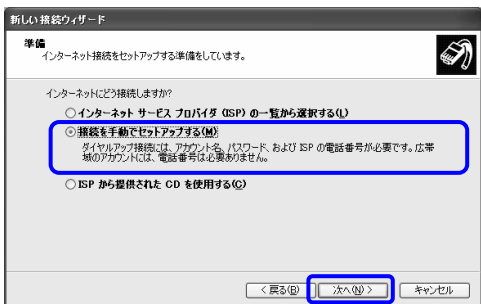 新しい接続ウィザード
準備
インターネット接続をセットアップする準備をしています。
インターネットにどう接続しますか?
インターネット サービス プロバイダ (ISP) の一覧から選択する(L)
接続を手動でセットアップする(M)
ダイヤルアップ接続には、アカウント名、パスワード、および ISP の電話番号が必要です。広帯
域のアカウントには、電話番号は必要ありません。
ISP から提供された CD を使用する(C)
< 戻る(B) 次へ(N) > キャンセル